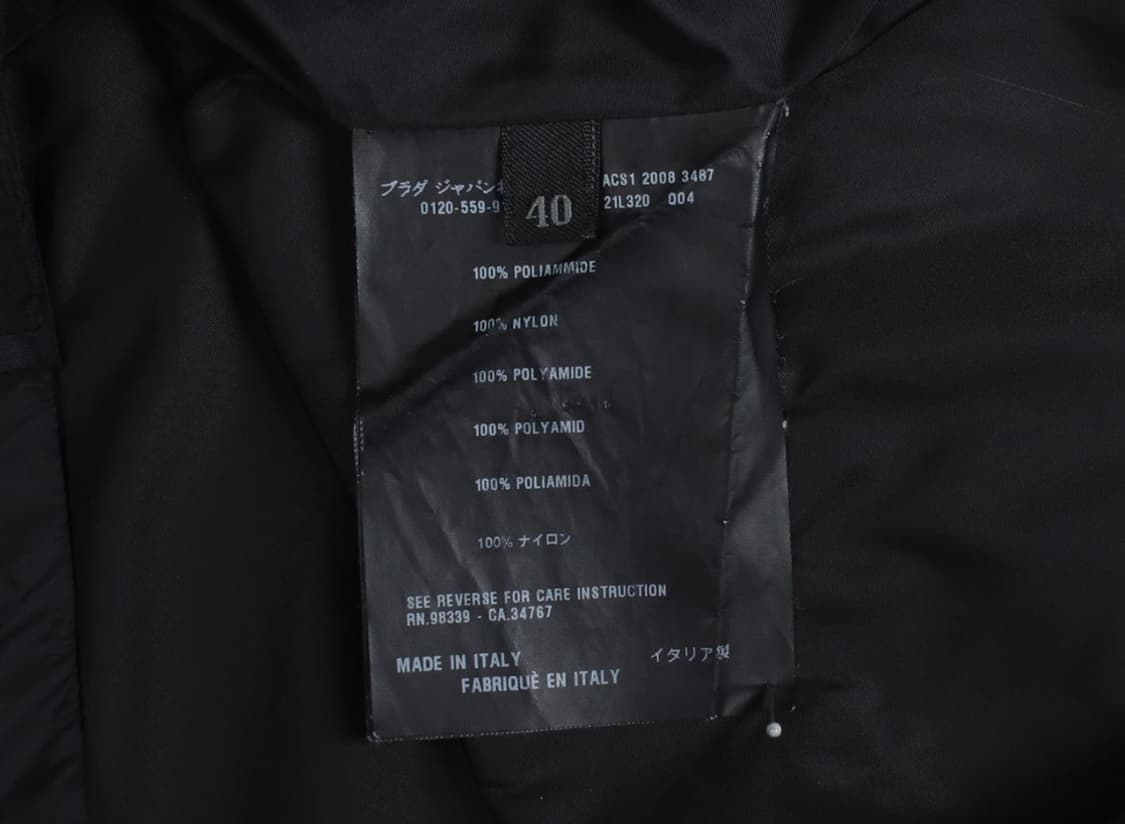 プラダ ジャパン
ACS1 2008 3487
0120-559-9
21L320 Q04
40
100% POLIAMMIDE
100% NYLON
100% POLYAMIDE
100% POLYAMID
100% POLIAMIDA
100% ナイロン
SEE REVERSE FOR CARE INSTRUCTION
RN.98339 - CA.34767
MADE IN ITALY
イタリア製
FABRIQUÈ EN ITALY